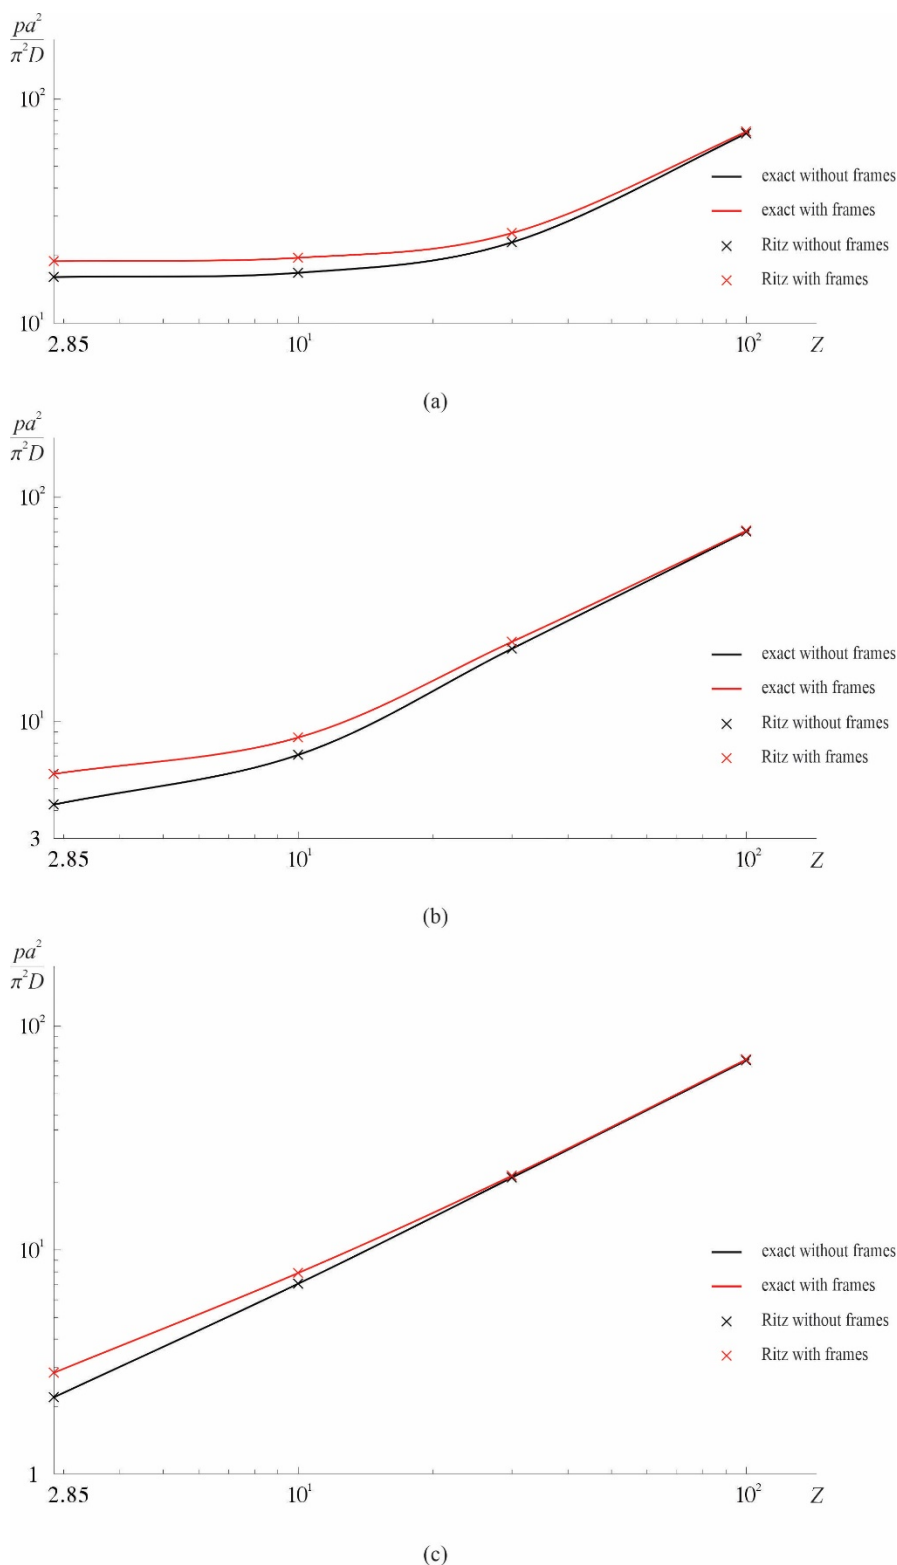 pa²
π²D
10²
exact without frames
exact with frames
Ritz without frames
Ritz with frames
10¹
2.85 10¹ 10² Z
(a)
pa²
π²D
10²
exact without frames
exact with frames
10¹
Ritz without frames
Ritz with frames
3
2.85 10¹ 10² Z
(b)
pa²
π²D
10²
10¹
exact without frames
exact with frames
Ritz without frames
Ritz with frames
1
2.85 10¹ 10² Z
(c)